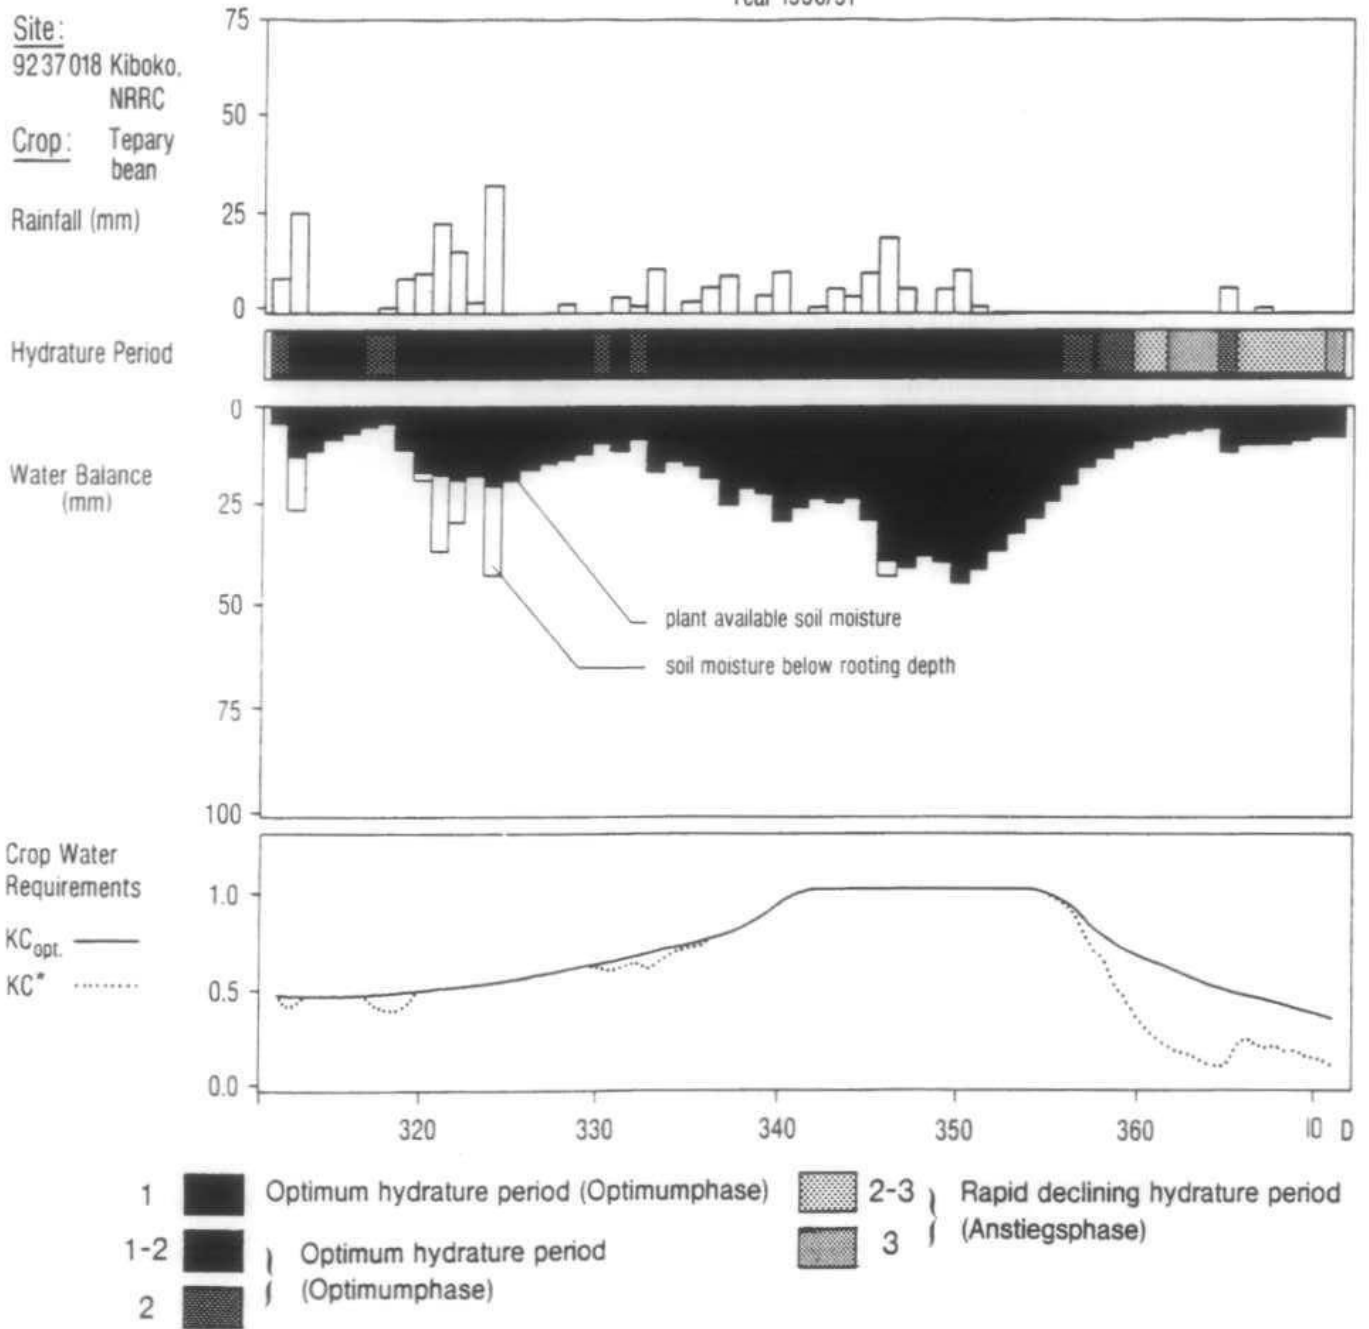 Site:
9237018 Kiboko.
NRRC
Crop: Tepary
bean
Rainfall (mm)
75
50
25
0
Hydrature Period
Water Balance
(mm)
0
25
50
75
100
plant available soil moisture
soil moisture below rooting depth
Crop Water
Requirements
KCopt.
KC*
1.0
0.5
0.0
320 330 340 350 360 10 D
1 Optimum hydrature period (Optimumphase)
1-2 } Optimum hydrature period
2 (Optimumphase)
2-3 } Rapid declining hydrature period
3 (Anstiegsphase)